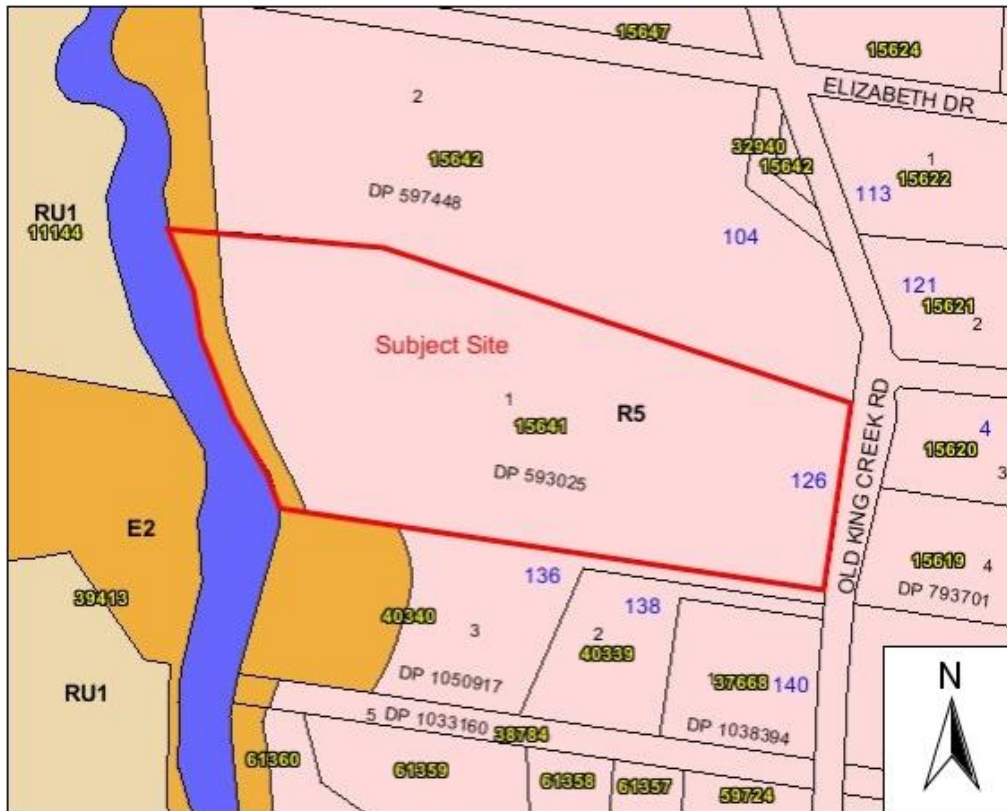 15647
15624
ELIZABETH DR
2
32940
15642
15642
1
15622
DP 597448
113
RU1
11144
104
121
15621
2
Subject Site
1
R5
15641
4
15620
3
DP 593025
126
OLD KING CREEK RD
E2
15619
4
136
DP 793701
39413
138
40340
3
2
40339
1
37668
140
RU1
DP 1050917
N
5 DP 1033160
38784
DP 1038394
61360
61359
61358
61357
59724